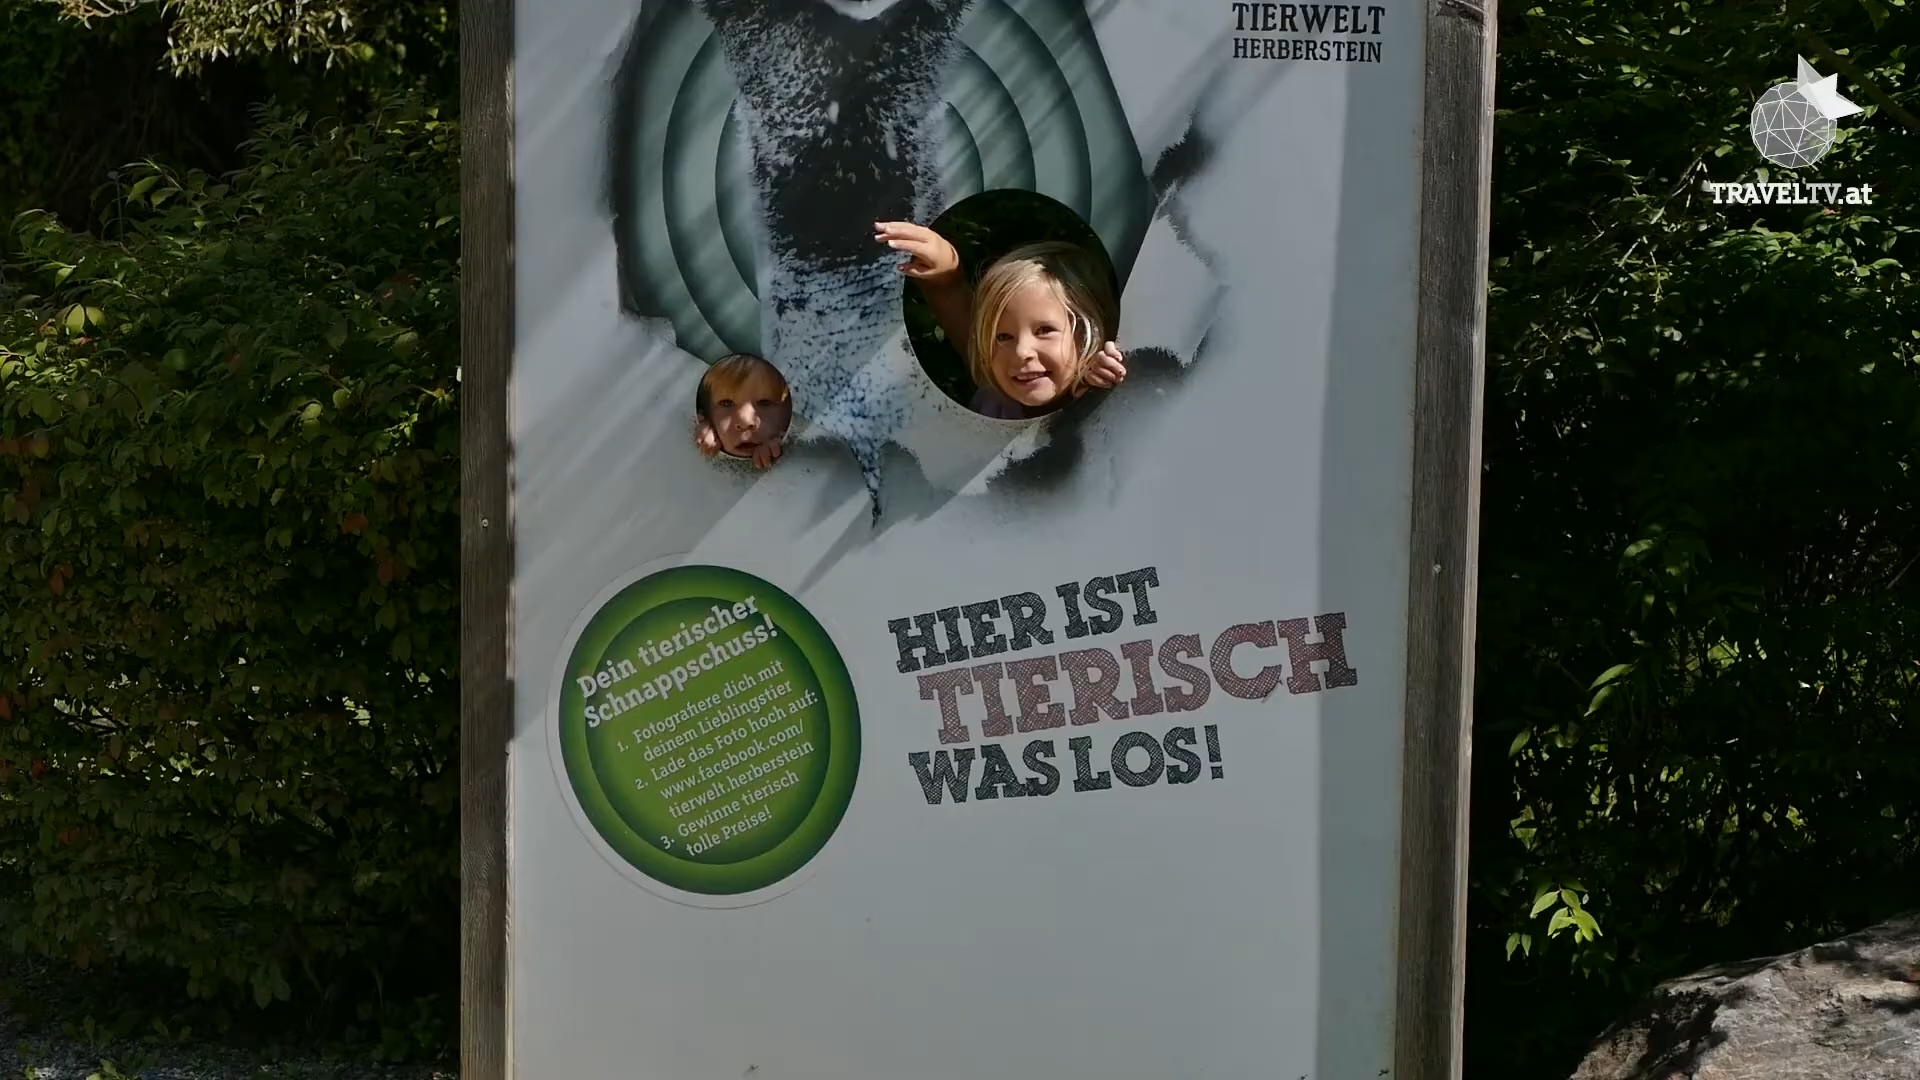 TIERWELT
HERBERSTEIN
TRAVELTV.at
HIER IST
TIERISCH
WAS LOS!
Dein tierischer
Schnappschuss!
1. Fotografiere dich mit
deinem Lieblingstier
2. Lade das Foto hoch auf:
www.facebook.com/
tierwelt.herberstein
3. Gewinne tierisch
tolle Preise!